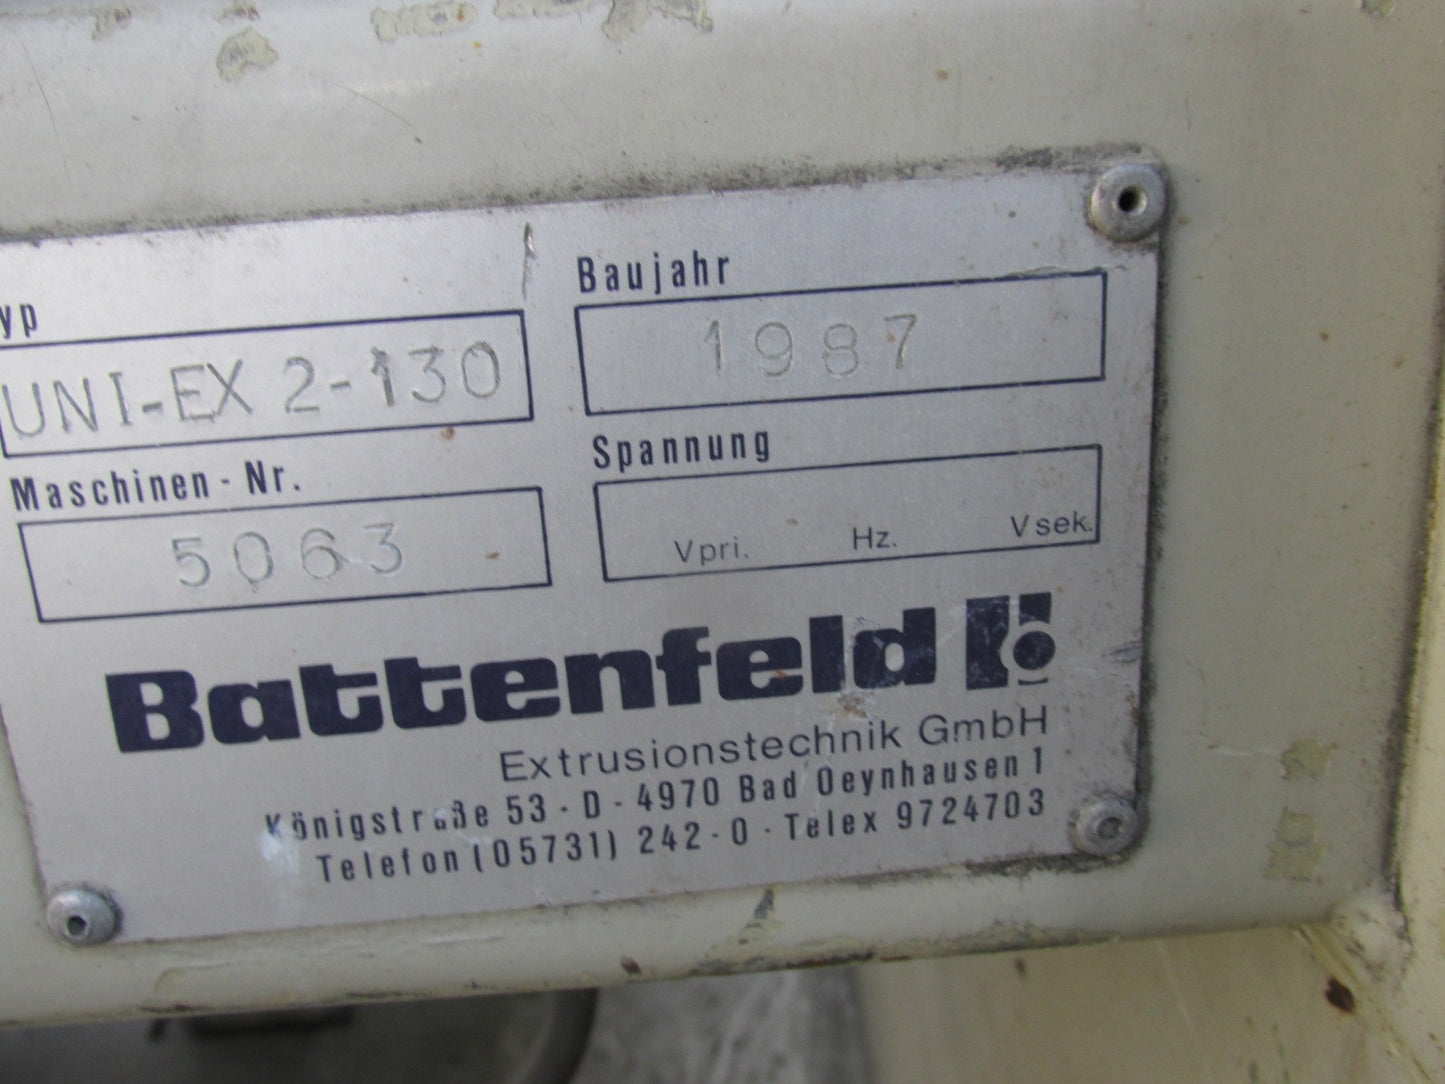 yp
UNI-EX 2-130
Baujahr
1987
Maschinen-Nr.
5063
Spannung
Vpri. Hz. Vsek.
Battenfeld
Extrusionstechnik GmbH
Königstraße 53 - D - 4970 Bad Oeynhausen 1
Telefon (05731) 242-0 · Telex 9724703